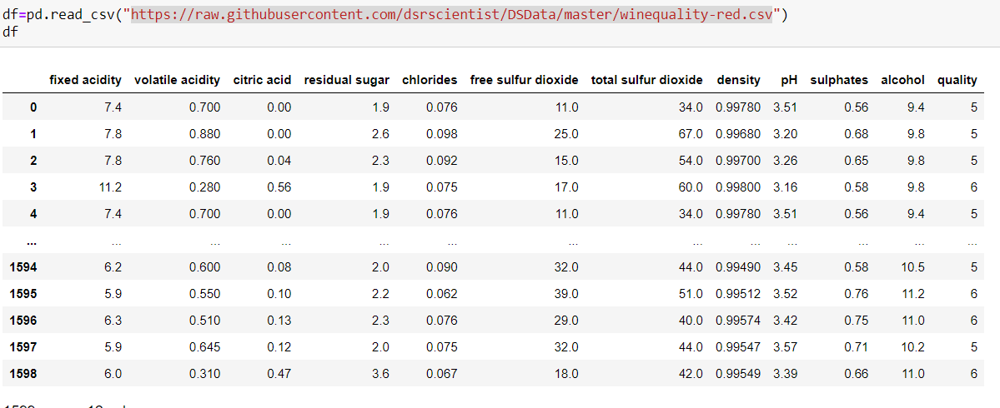 df=pd.read_csv("https://raw.githubusercontent.com/dsrscientist/DSData/master/winequality-red.csv")
df
fixed acidity volatile acidity citric acid residual sugar chlorides free sulfur dioxide total sulfur dioxide density pH sulphates alcohol quality
0 7.4 0.700 0.00 1.9 0.076 11.0 34.0 0.99780 3.51 0.56 9.4 5
1 7.8 0.880 0.00 2.6 0.098 25.0 67.0 0.99680 3.20 0.68 9.8 5
2 7.8 0.760 0.04 2.3 0.092 15.0 54.0 0.99700 3.26 0.65 9.8 5
3 11.2 0.280 0.56 1.9 0.075 17.0 60.0 0.99800 3.16 0.58 9.8 6
4 7.4 0.700 0.00 1.9 0.076 11.0 34.0 0.99780 3.51 0.56 9.4 5
... ... ... ... ... ... ... ... ... ... ... ... ...
1594 6.2 0.600 0.08 2.0 0.090 32.0 44.0 0.99490 3.45 0.58 10.5 5
1595 5.9 0.550 0.10 2.2 0.062 39.0 51.0 0.99512 3.52 0.76 11.2 6
1596 6.3 0.510 0.13 2.3 0.076 29.0 40.0 0.99574 3.42 0.75 11.0 6
1597 5.9 0.645 0.12 2.0 0.075 32.0 44.0 0.99547 3.57 0.71 10.2 5
1598 6.0 0.310 0.47 3.6 0.067 18.0 42.0 0.99549 3.39 0.66 11.0 6